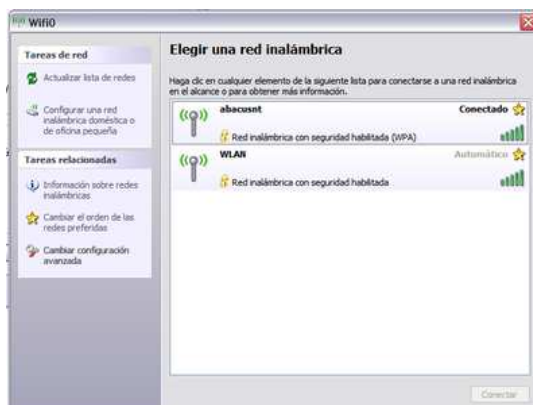 Wifi0
Tareas de red
Actualizar lista de redes
Configurar una red
inalámbrica doméstica o
de oficina pequeña
Tareas relacionadas
Información sobre redes
inalámbricas
Cambiar el orden de las
redes preferidas
Cambiar configuración
avanzada
Elegir una red inalámbrica
Haga clic en cualquier elemento de la siguiente lista para conectarse a una red inalámbrica
en el alcance o para obtener más información.
abacusnt Conectado
Red inalámbrica con seguridad habilitada (WPA)
WLAN Automático
Red inalámbrica con seguridad habilitada
Conectar